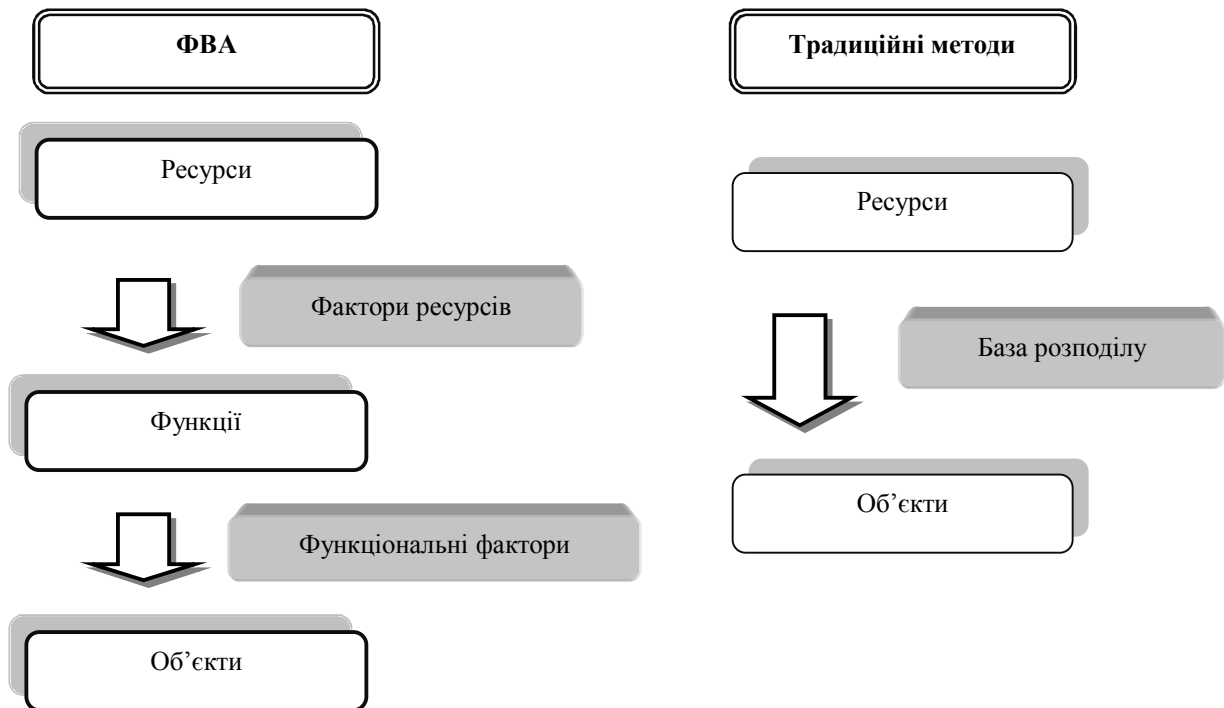 ФВА
Ресурси
Фактори ресурсів
Функції
Функціональні фактори
Об’єкти
Традиційні методи
Ресурси
База розподілу
Об’єкти